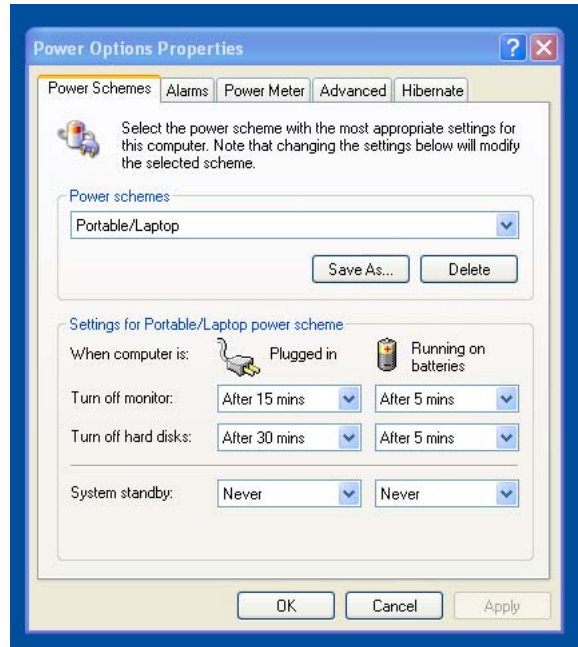 Power Options Properties
Power Schemes Alarms Power Meter Advanced Hibernate
Select the power scheme with the most appropriate settings for
this computer. Note that changing the settings below will modify
the selected scheme.
Power schemes
Portable/Laptop
Save As... Delete
Settings for Portable/Laptop power scheme
When computer is: Plugged in Running on
batteries
Turn off monitor: After 15 mins After 5 mins
Turn off hard disks: After 30 mins After 5 mins
System standby: Never Never
OK Cancel Apply